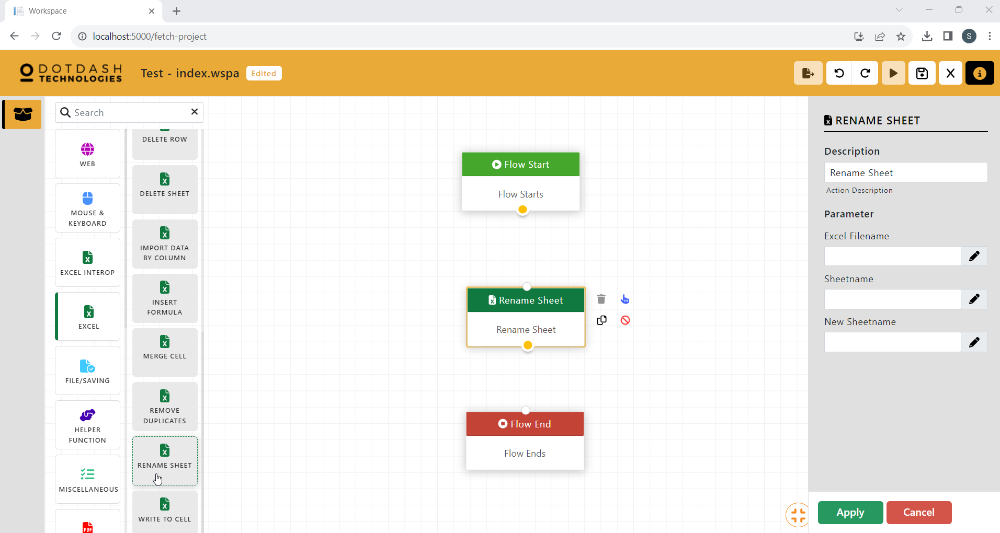 Workspace
localhost:5000/fetch-project
S
DOTDASH
TECHNOLOGIES
Test - index.wspa
Edited
Search
WEB
MOUSE &
KEYBOARD
EXCEL INTEROP
EXCEL
FILE/SAVING
HELPER
FUNCTION
MISCELLANEOUS
PDF
DELETE ROW
DELETE SHEET
IMPORT DATA
BY COLUMN
INSERT
FORMULA
MERGE CELL
REMOVE
DUPLICATES
RENAME SHEET
WRITE TO CELL
Flow Start
Flow Starts
Rename Sheet
Rename Sheet
Flow End
Flow Ends
RENAME SHEET
Description
Rename Sheet
Action Description
Parameter
Excel Filename
Sheetname
New Sheetname
Apply
Cancel